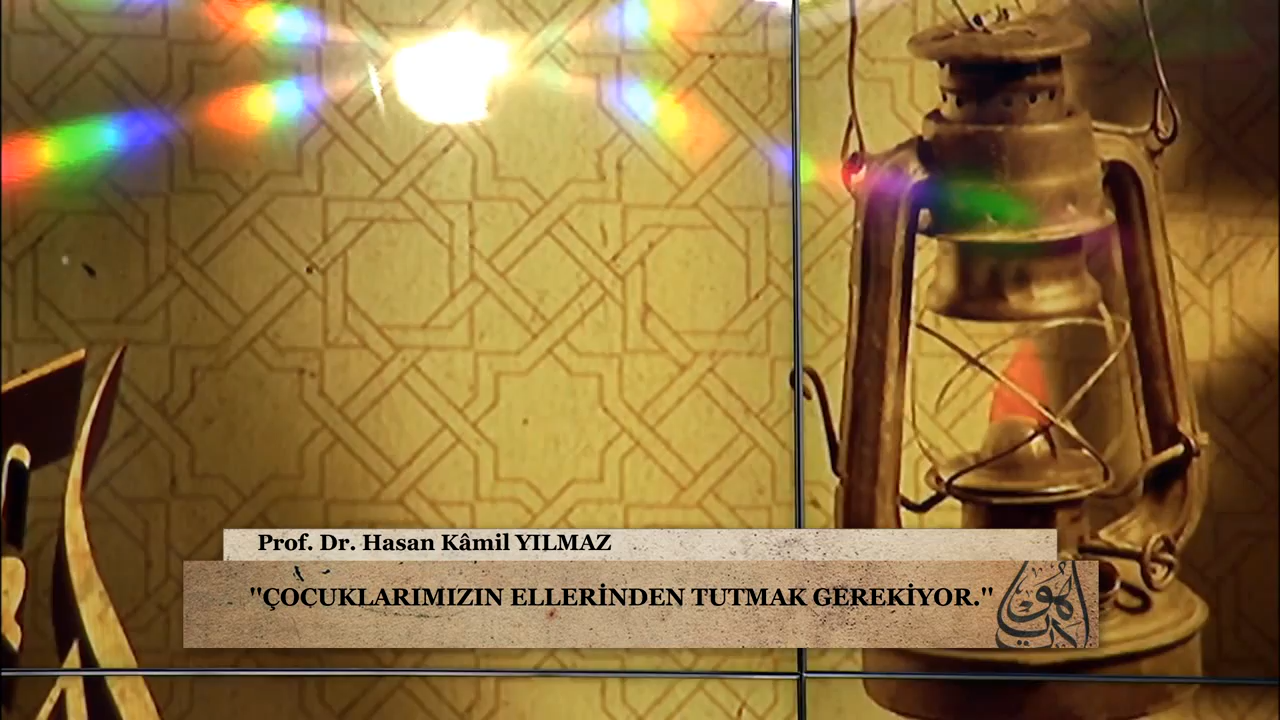 Prof. Dr. Hasan Kâmil YILMAZ
"ÇOCUKLARIMIZIN ELLERİNDEN TUTMAK GEREKİYOR."